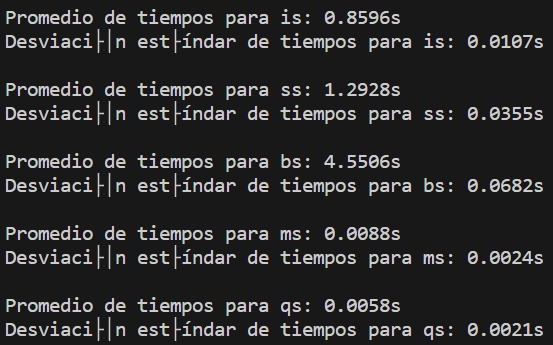 Promedio de tiempos para is: 0.8596s
Desviaci├│n est├índar de tiempos para is: 0.0107s
Promedio de tiempos para ss: 1.2928s
Desviaci├│n est├índar de tiempos para ss: 0.0355s
Promedio de tiempos para bs: 4.5506s
Desviaci├│n est├índar de tiempos para bs: 0.0682s
Promedio de tiempos para ms: 0.0088s
Desviaci├│n est├índar de tiempos para ms: 0.0024s
Promedio de tiempos para qs: 0.0058s
Desviaci├│n est├índar de tiempos para qs: 0.0021s